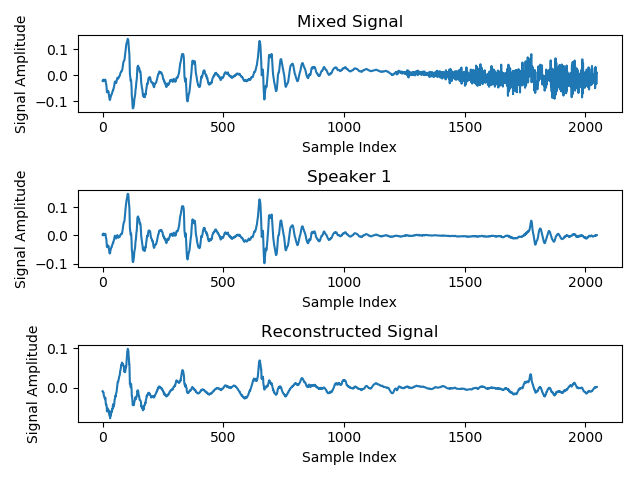 Mixed Signal
Signal Amplitude
0.1
0.0
−0.1
0 500 1000 1500 2000
Sample Index
Speaker 1
Signal Amplitude
0.1
0.0
−0.1
0 500 1000 1500 2000
Sample Index
Reconstructed Signal
Signal Amplitude
0.1
0.0
0 500 1000 1500 2000
Sample Index